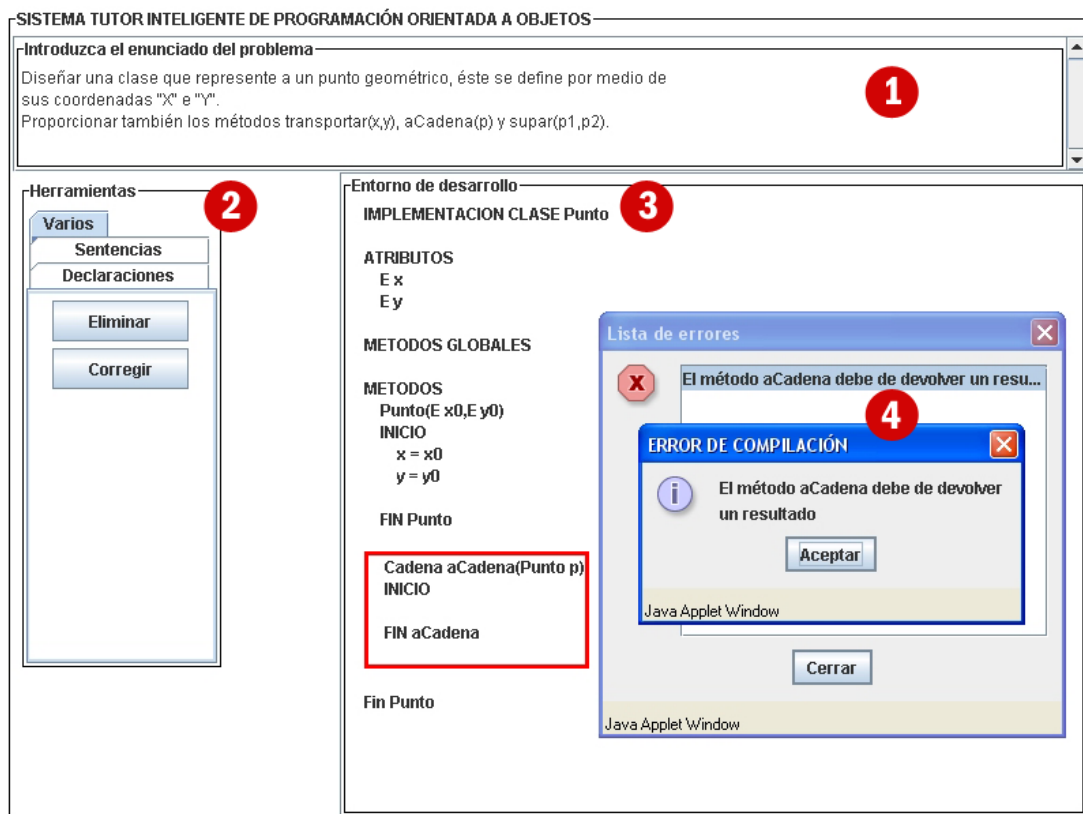 SISTEMA TUTOR INTELIGENTE DE PROGRAMACIÓN ORIENTADA A OBJETOS
Introduzca el enunciado del problema
Diseñar una clase que represente a un punto geométrico, éste se define por medio de
sus coordenadas "X" e "Y".
Proporcionar también los métodos transportar(x,y), aCadena(p) y supar(p1,p2).
1
Herramientas
2
Varios
Sentencias
Declaraciones
Eliminar
Corregir
Entorno de desarrollo
3
IMPLEMENTACION CLASE Punto
ATRIBUTOS
E x
E y
METODOS GLOBALES
METODOS
Punto(E x0,E y0)
INICIO
x = x0
y = y0
FIN Punto
Cadena aCadena(Punto p)
INICIO
FIN aCadena
Fin Punto
Lista de errores
El método aCadena debe de devolver un resu...
4
ERROR DE COMPILACIÓN
El método aCadena debe de devolver
un resultado
Aceptar
Java Applet Window
Cerrar
Java Applet Window